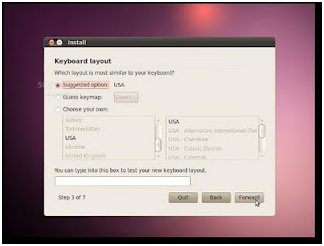 Install
Keyboard layout
Which layout is most similar to your keyboard?
Suggested option: USA
Guess keymap:
Choose your own:
Turkey
Turkmenistan
USA
Ukraine
United Kingdom
USA
USA - Alternative international
USA - Cherokee
USA - Classic Dvorak
USA - Colemak
You can type into this box to test your new keyboard layout.
Step 3 of 7
Quit
Back
Forward